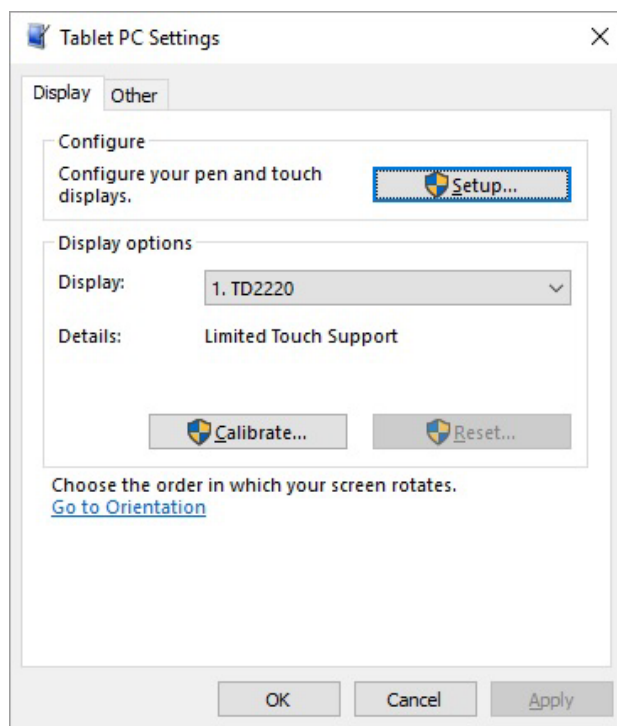 Tablet PC Settings
Display
Other
Configure
Configure your pen and touch
displays.
Setup...
Display options
Display:
1. TD2220
Details:
Limited Touch Support
Calibrate...
Reset...
Choose the order in which your screen rotates.
Go to Orientation
OK
Cancel
Apply